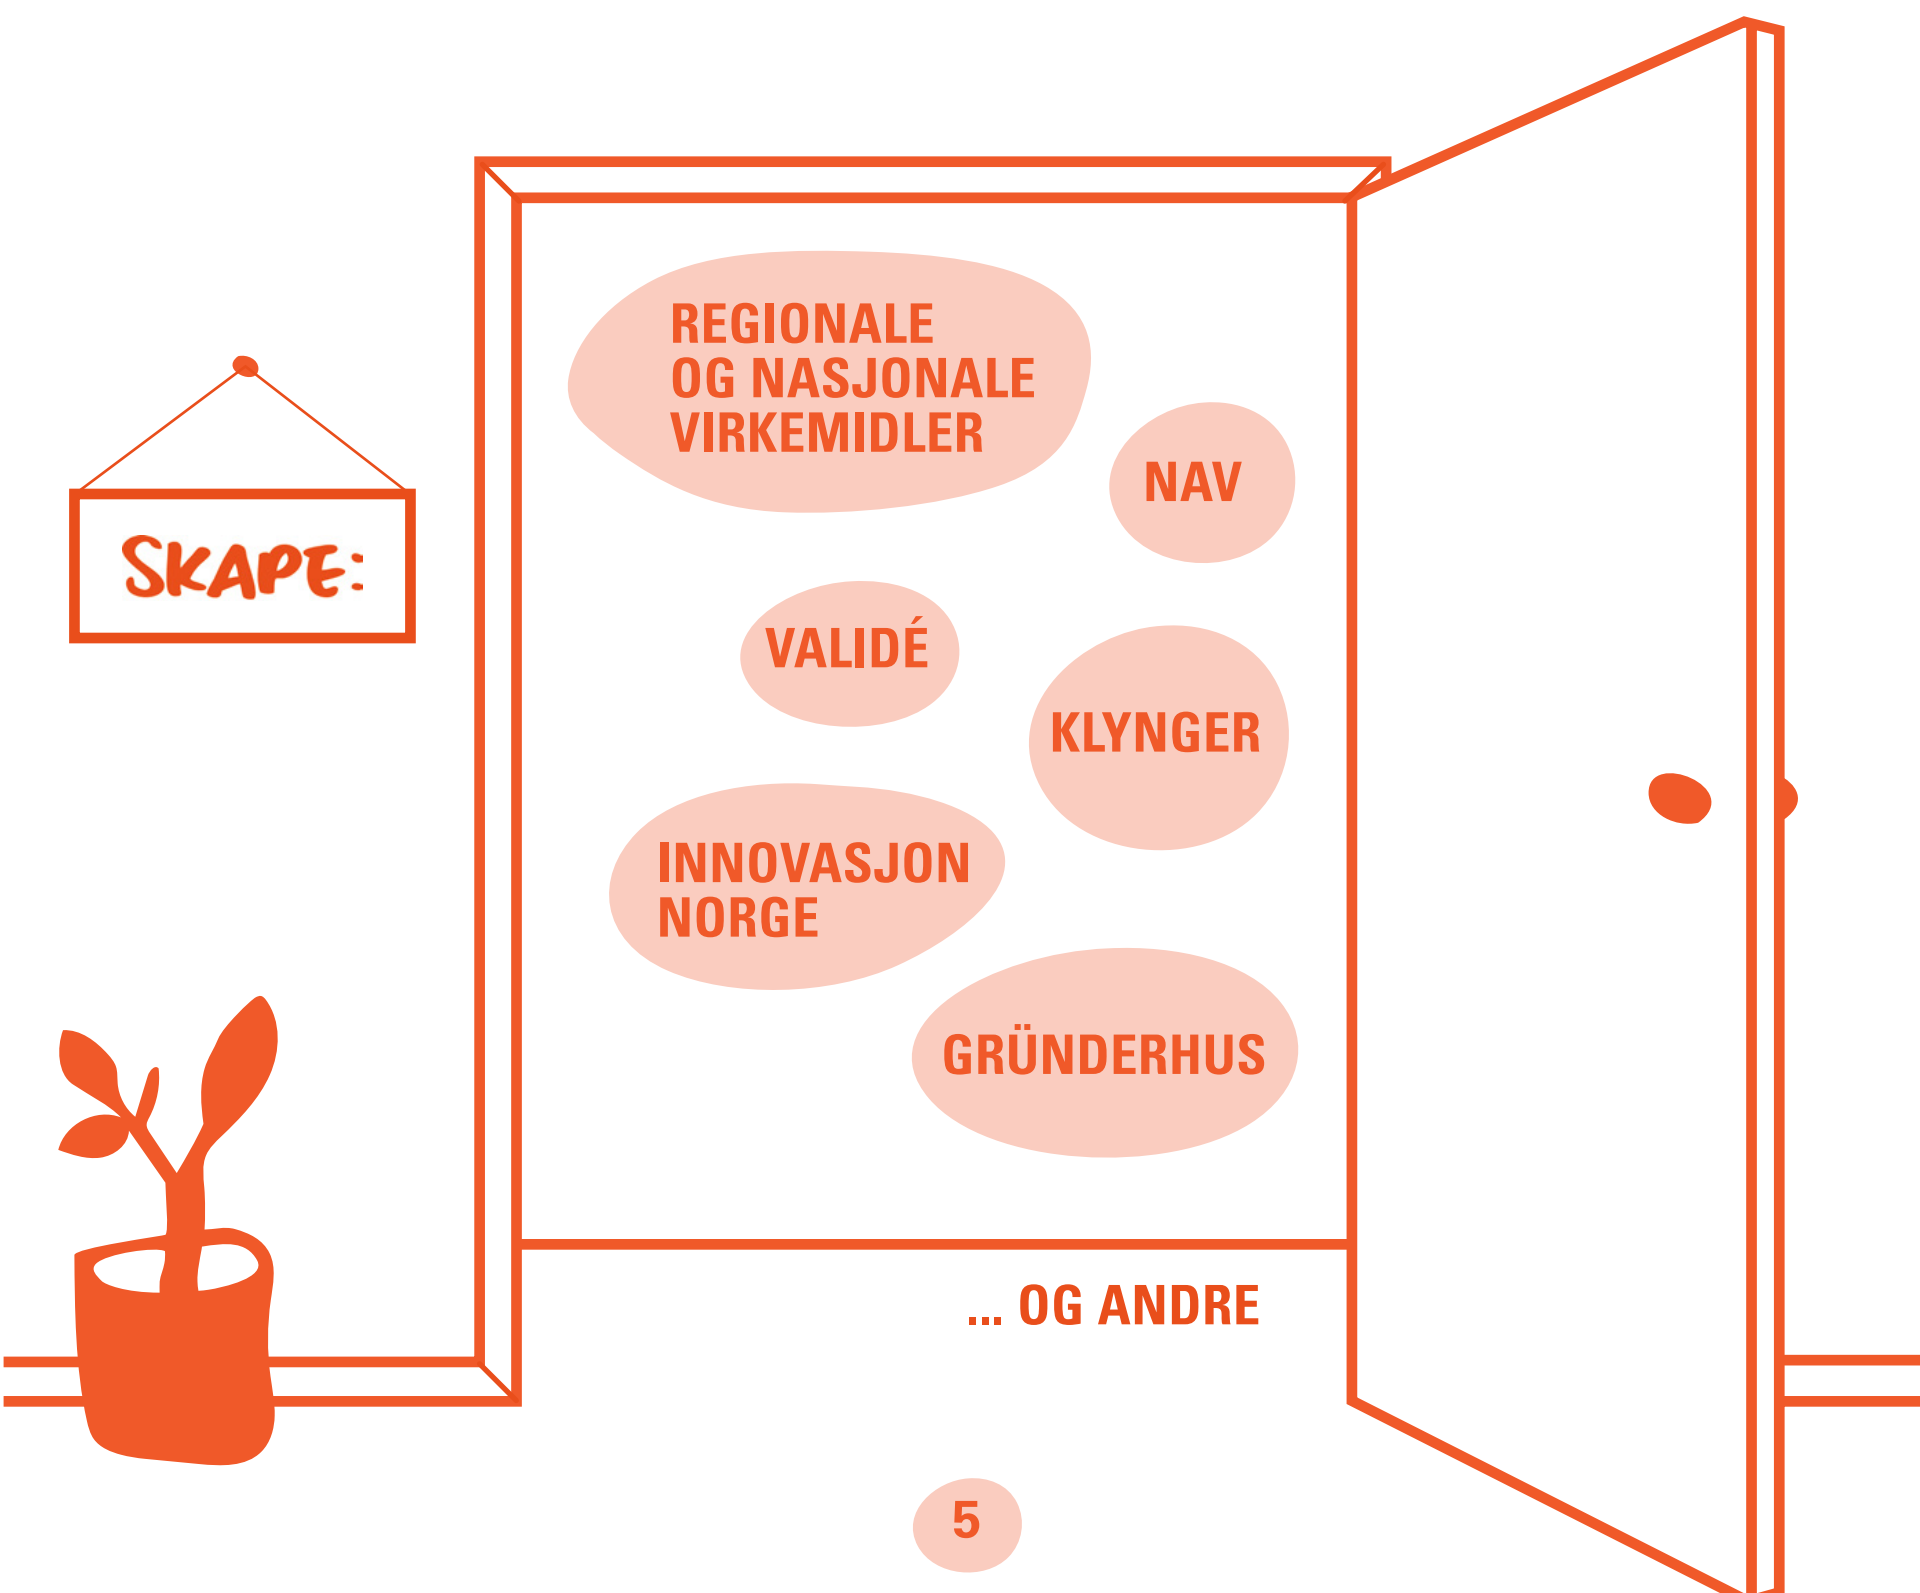 REGIONALE
OG NASJONALE
VIRKEMIDLER
NAV
SKAPE:
VALIDÉ
KLYNGER
INNOVASJON
NORGE
GRÜNDERHUS
... OG ANDRE
5